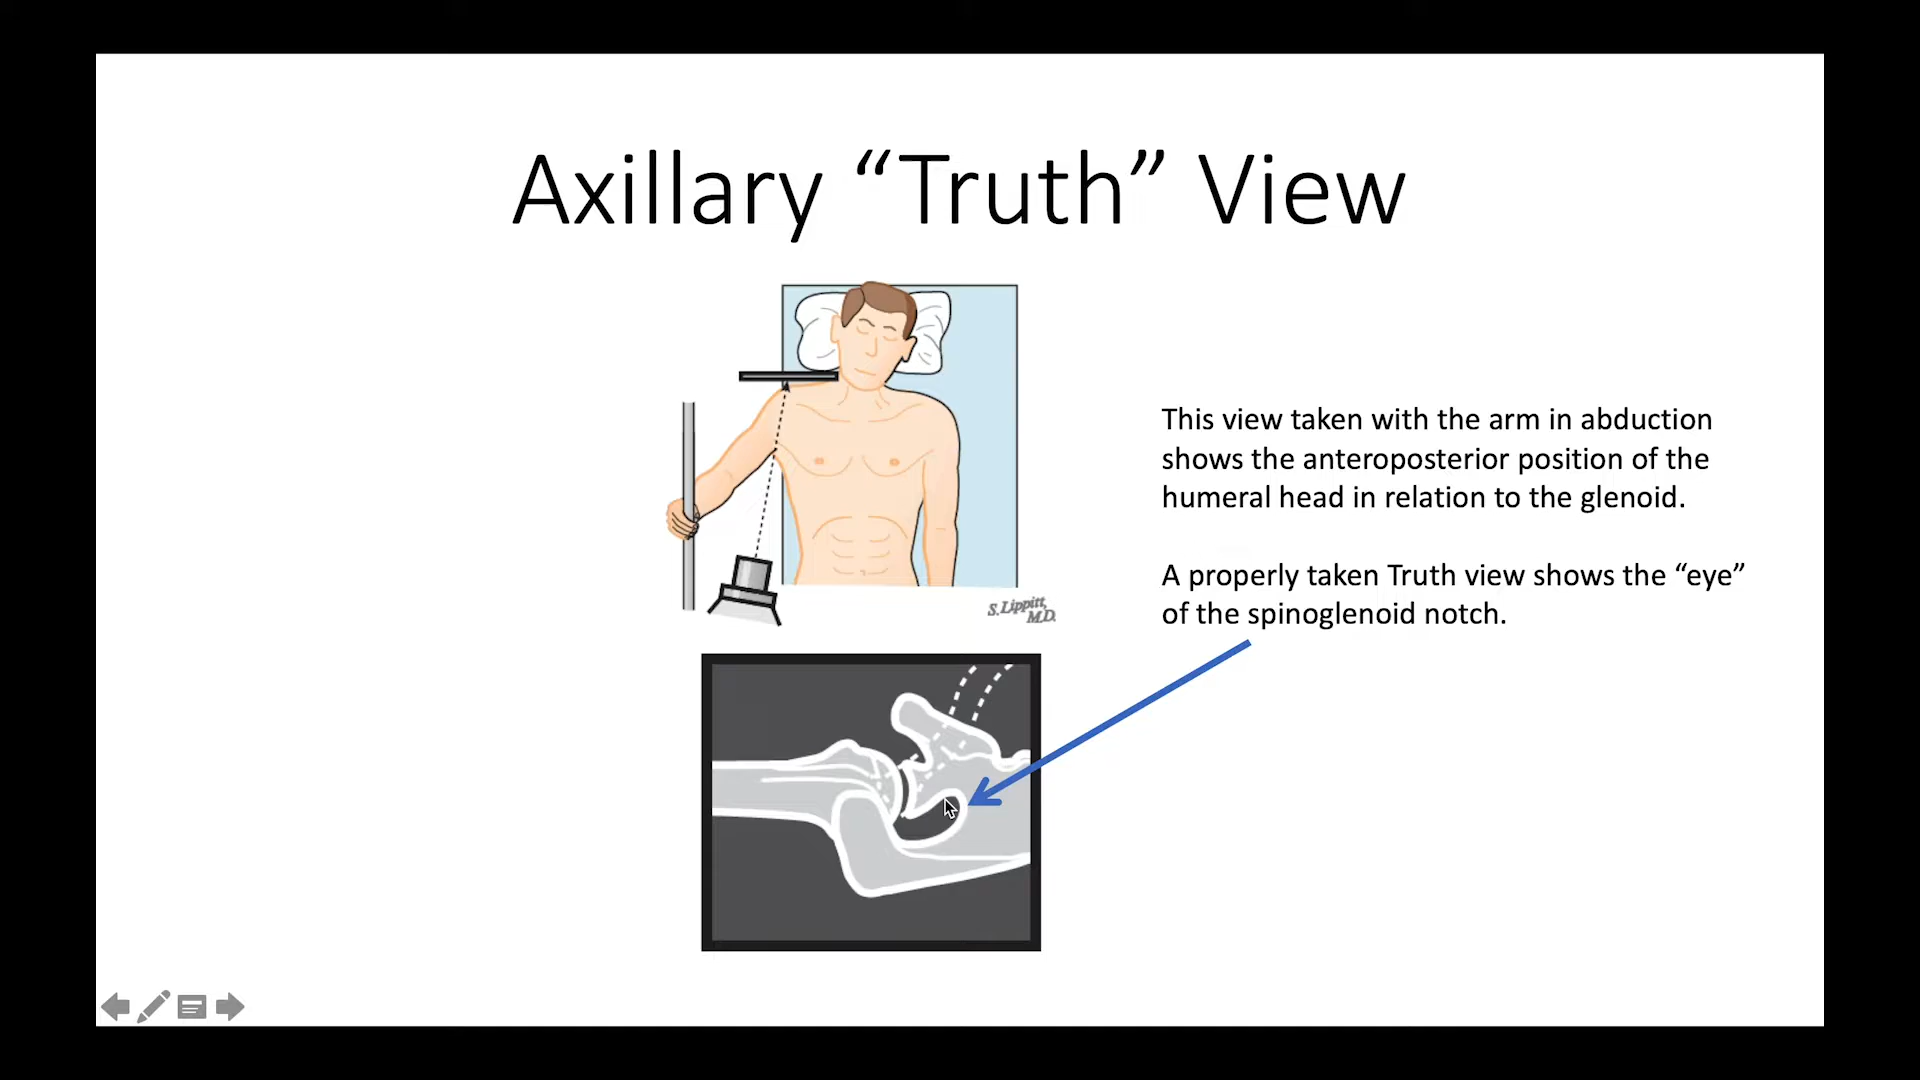 Axillary “Truth” View
This view taken with the arm in abduction
shows the anteroposterior position of the
humeral head in relation to the glenoid.
A properly taken Truth view shows the “eye”
of the spinoglenoid notch.
S. Lippitt,
M.D.